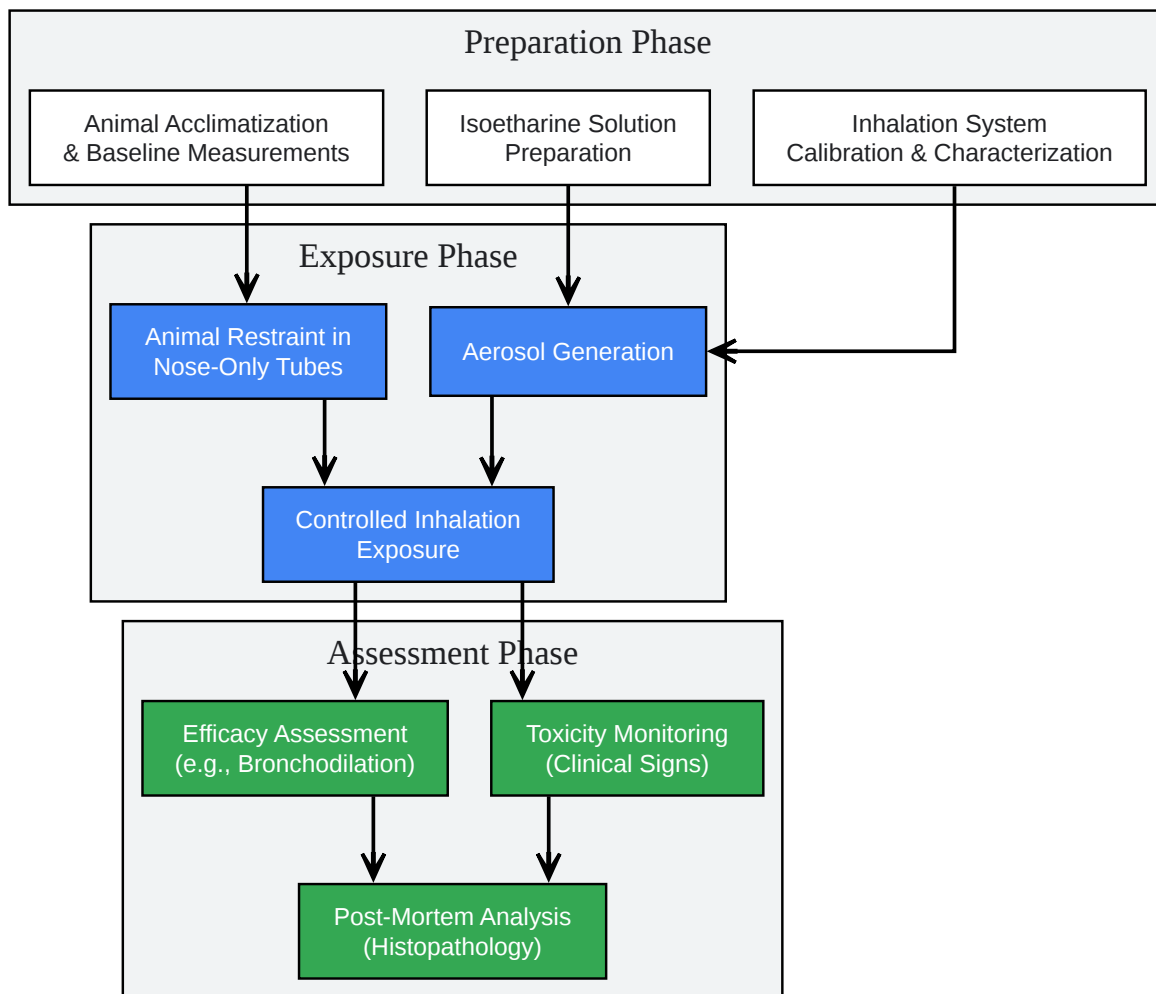 Preparation Phase
Animal Acclimatization
& Baseline Measurements
Isoetharine Solution
Preparation
Inhalation System
Calibration & Characterization
Exposure Phase
Animal Restraint in
Nose-Only Tubes
Aerosol Generation
Controlled Inhalation
Exposure
Assessment Phase
Efficacy Assessment
(e.g., Bronchodilation)
Toxicity Monitoring
(Clinical Signs)
Post-Mortem Analysis
(Histopathology)